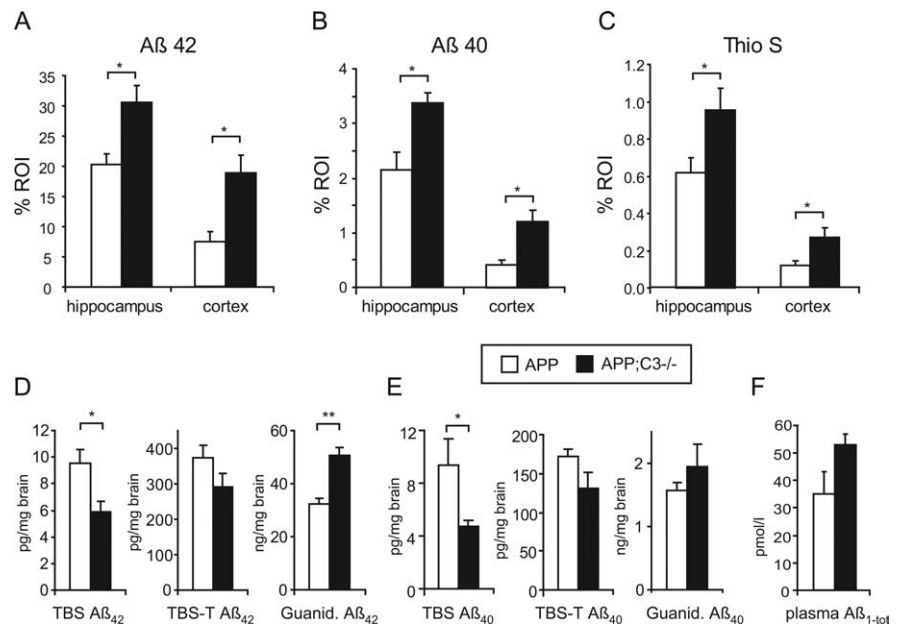 A
Aß 42
% ROI
35
30
25
20
15
10
5
0
*
*
hippocampus
cortex
B
Aß 40
% ROI
4
3
2
1
0
*
*
hippocampus
cortex
C
Thio S
% ROI
1.2
1.0
0.8
0.6
0.4
0.2
0.0
*
*
hippocampus
cortex
APP APP;C3-/-
D
pg/mg brain
12
10
8
6
4
2
0
*
TBS Aß42
pg/mg brain
400
300
200
100
0
TBS-T Aß42
ng/mg brain
60
40
20
0
**
Guanid. Aß42
E
pg/mg brain
12
9
6
3
0
*
TBS Aß40
pg/mg brain
200
150
100
50
0
TBS-T Aß40
ng/mg brain
2
1
0
Guanid. Aß40
F
pmol/l
60
50
40
30
20
10
0
plasma Aß1-tot